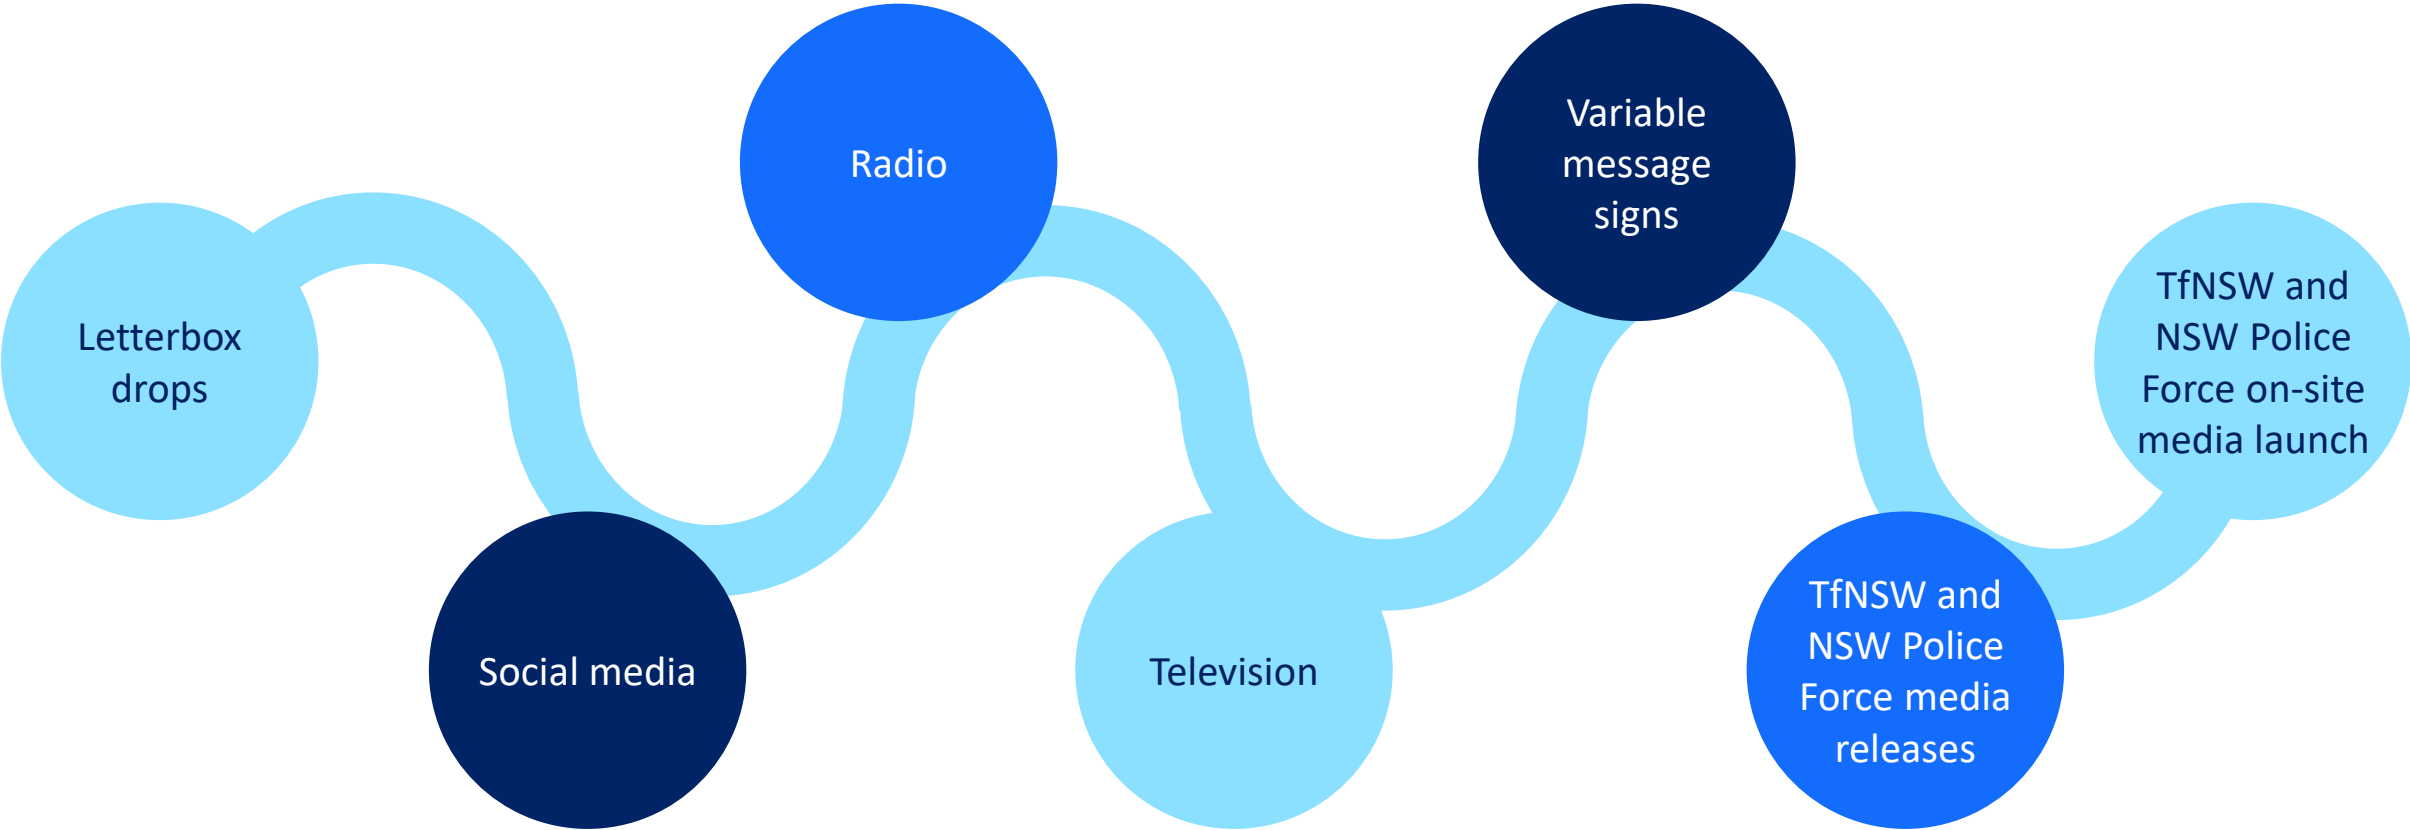 Letterbox
drops
Social media
Radio
Television
Variable
message
signs
TfNSW and
NSW Police
Force media
releases
TfNSW and
NSW Police
Force on-site
media launch